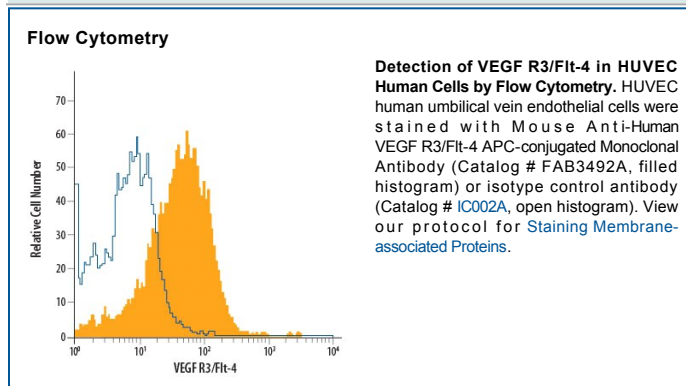 Flow Cytometry
Detection of VEGF R3/Flt-4 in HUVEC
Human Cells by Flow Cytometry. HUVEC
human umbilical vein endothelial cells were
stained with Mouse Anti-Human
VEGF R3/Flt-4 APC-conjugated Monoclonal
Antibody (Catalog # FAB3492A, filled
histogram) or isotype control antibody
(Catalog # IC002A, open histogram). View
our protocol for Staining Membrane-
associated Proteins.
Relative Cell Number
70
60
50
40
30
20
10
0
10⁰ 10¹ 10² 10³ 10⁴
VEGF R3/Flt-4